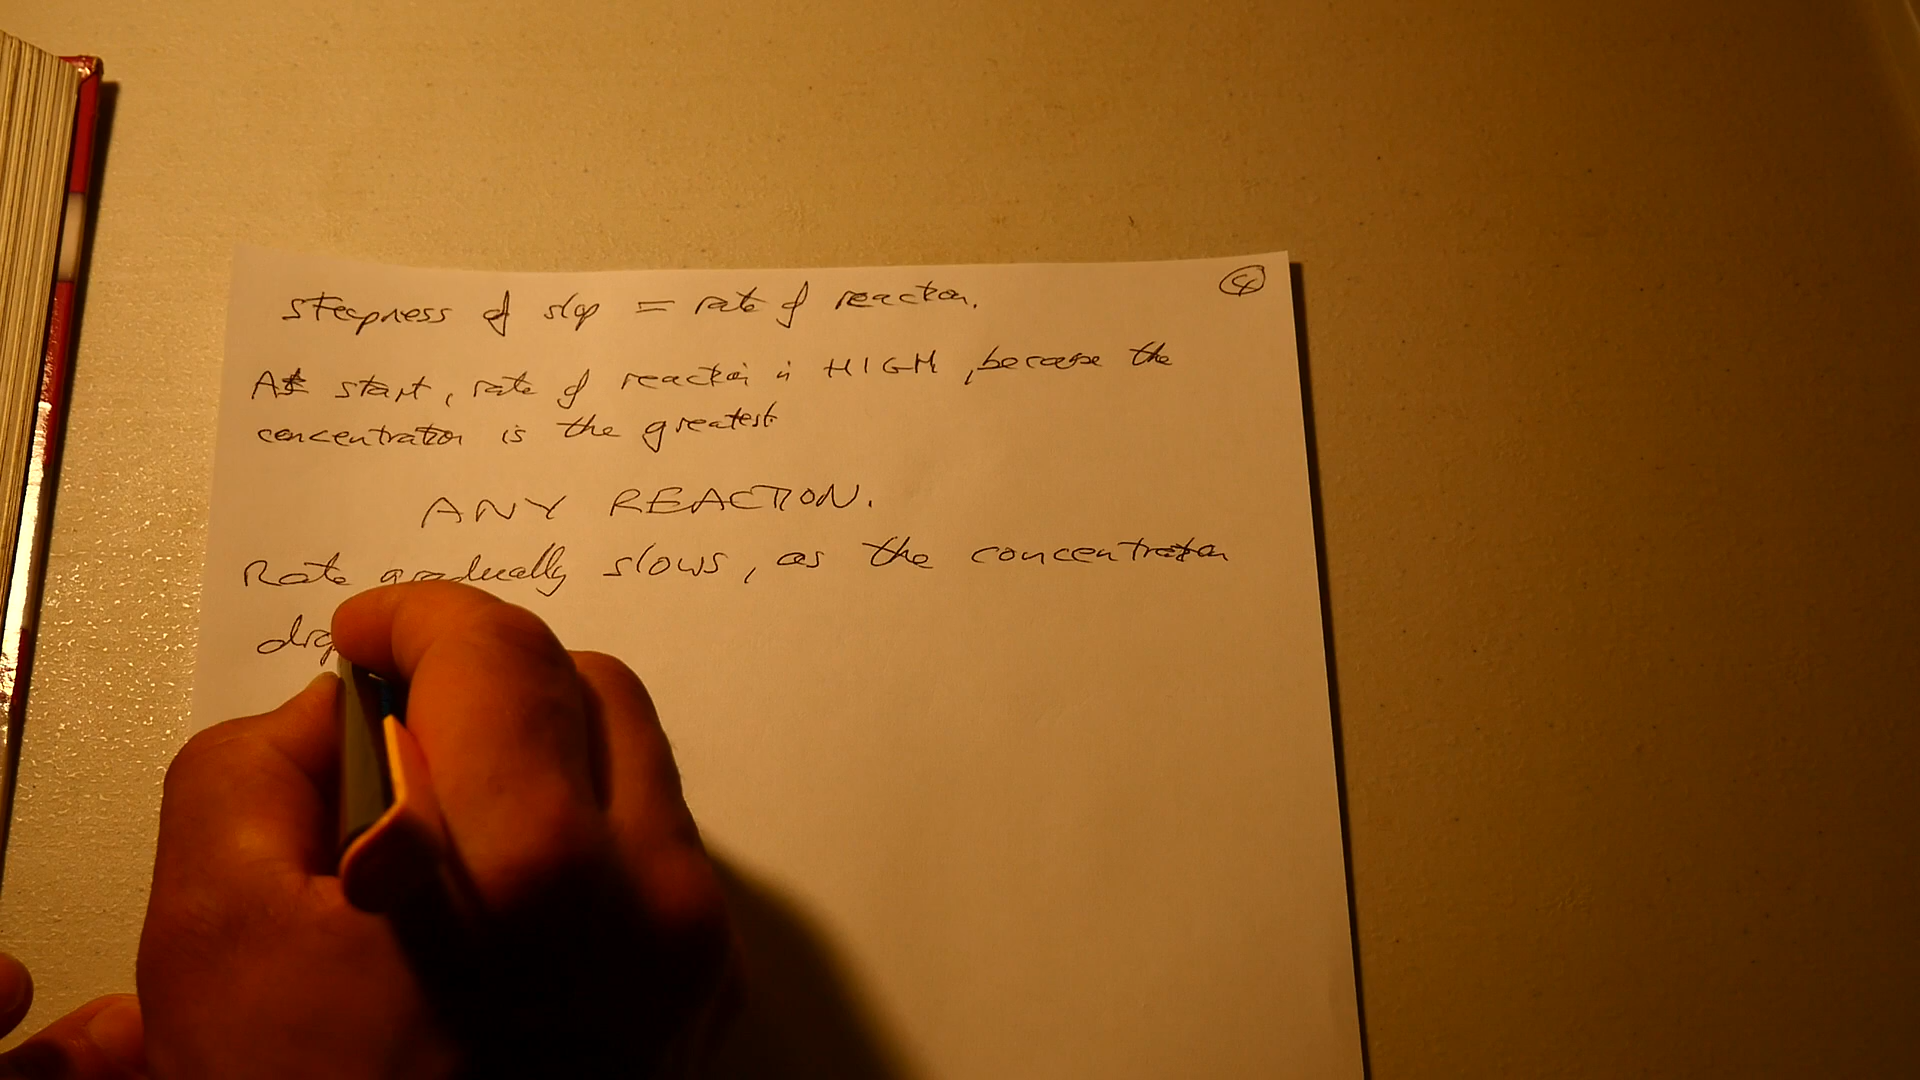 ④
steepness of slop = rate of reaction.
At start, rate of reaction is HIGH, because the
concentration is the greatest
ANY REACTION.
Rate gradually slows, as the concentration